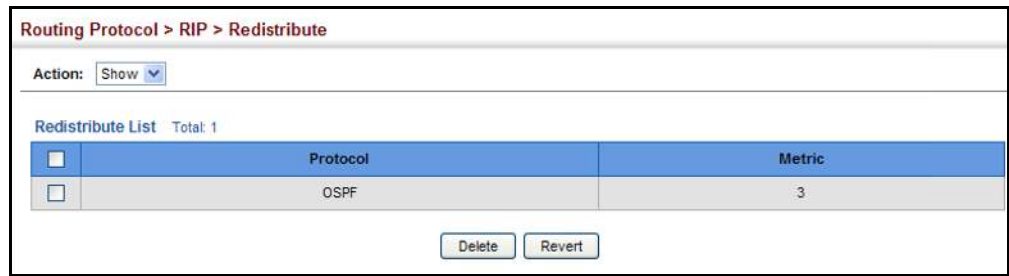 Routing Protocol > RIP > Redistribute
Action: Show
Redistribute List Total: 1
Protocol Metric
OSPF 3
Delete Revert